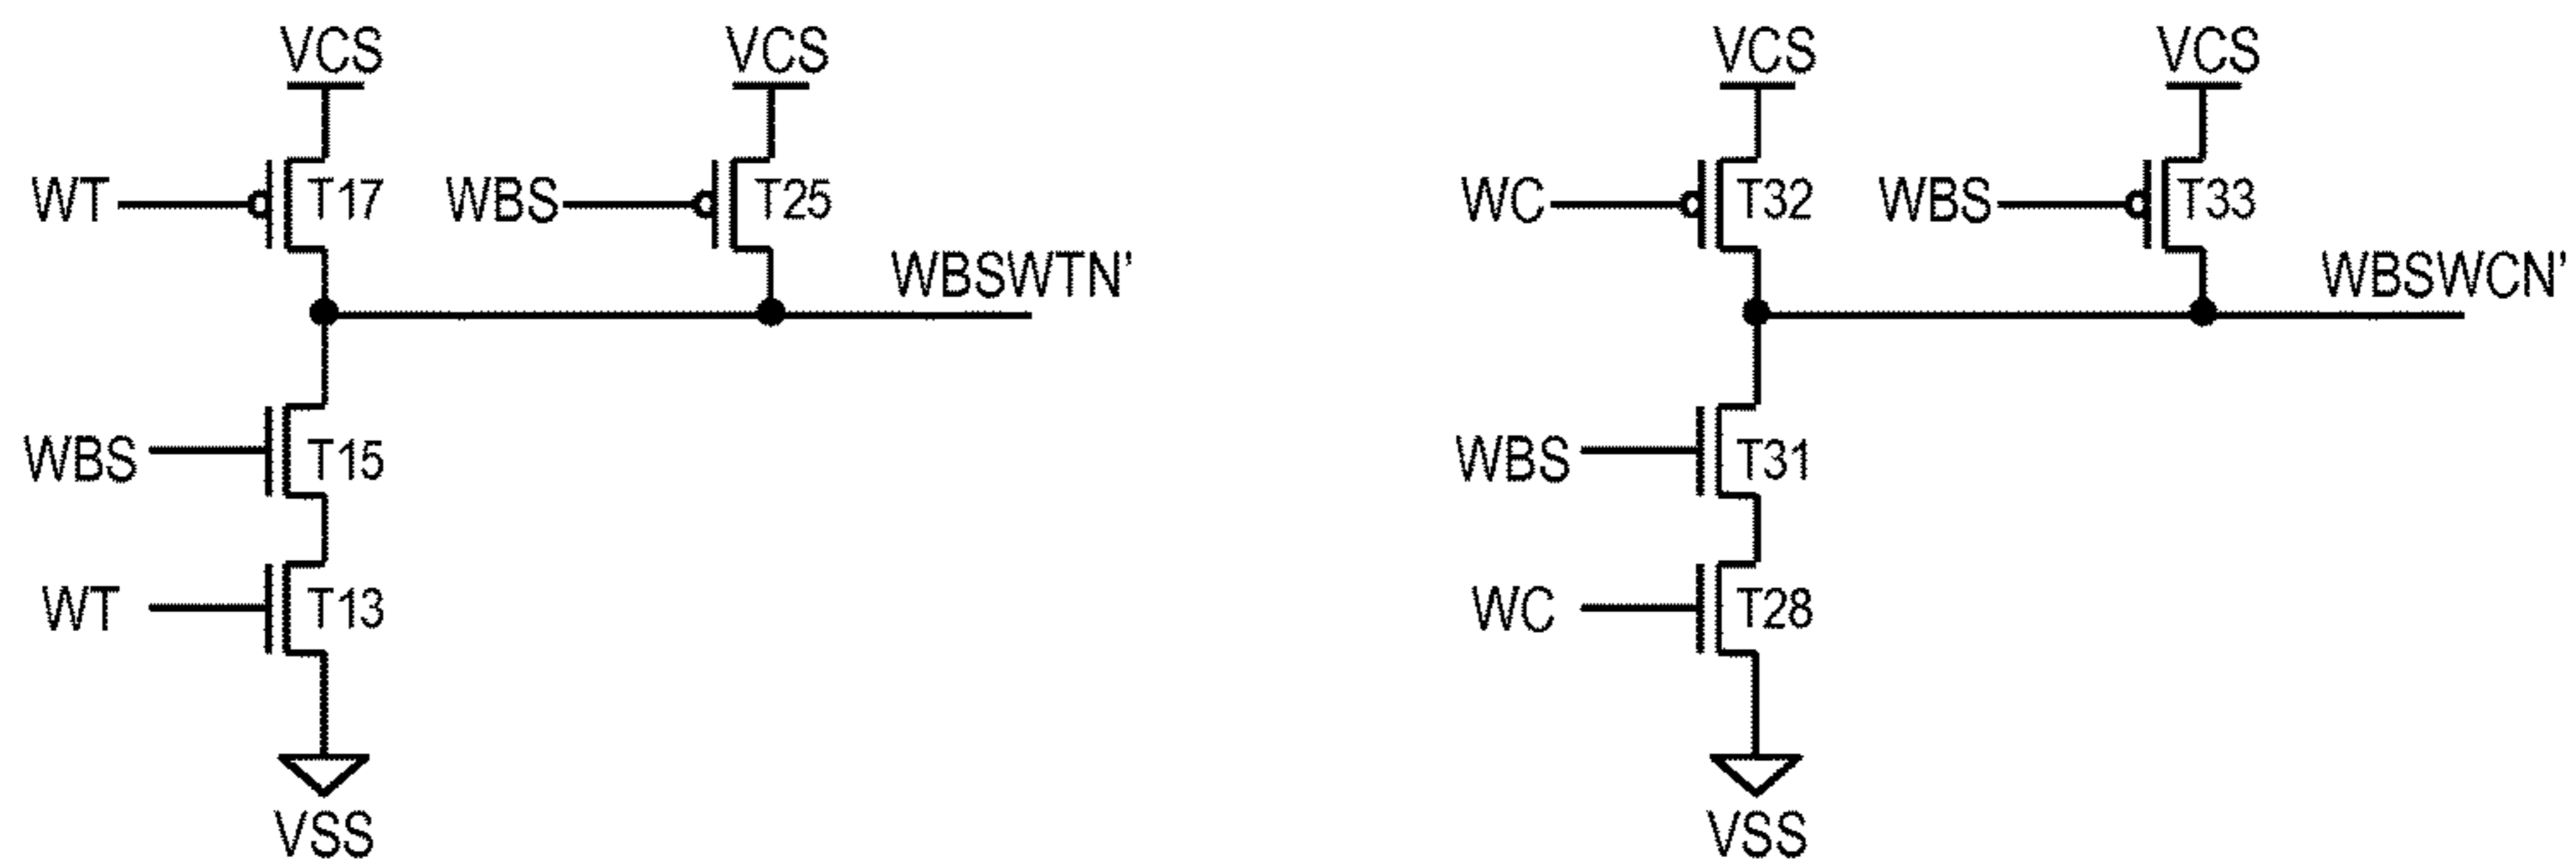 VCS VCS VCS VCS
WT T17 WBS T25 WC T32 WBS T33
WBSWTN' WBSWCN'
WBS T15 WBS T31
WT T13 WC T28
VSS VSS